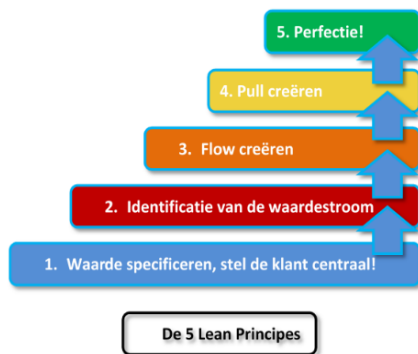 5. Perfectie!
4. Pull creëren
3. Flow creëren
2. Identificatie van de waardestroom
1. Waarde specificeren, stel de klant centraal!
De 5 Lean Principes